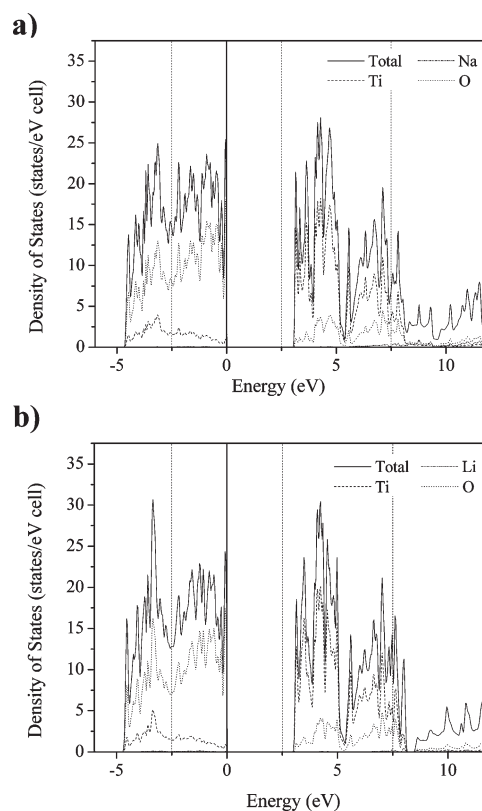 a)
35
30
25
20
15
10
5
0
Density of States (states/eV cell)
Total Na
Ti O
-5 0 5 10
Energy (eV)
b)
35
30
25
20
15
10
5
0
Density of States (states/eV cell)
Total Li
Ti O
-5 0 5 10
Energy (eV)